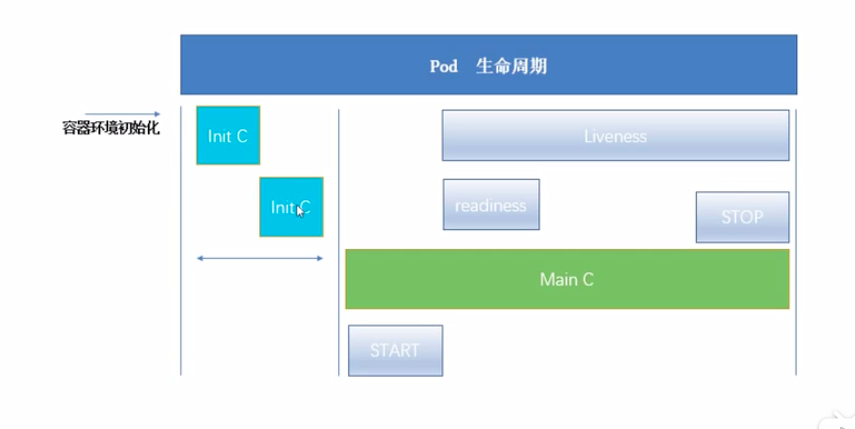 Pod 生命周期
容器环境初始化
Init C
Liveness
Init C
readiness
STOP
Main C
START